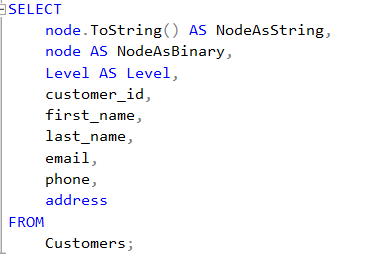 SELECT
node.ToString() AS NodeAsString,
node AS NodeAsBinary,
Level AS Level,
customer_id,
first_name,
last_name,
email,
phone,
address
FROM
Customers;